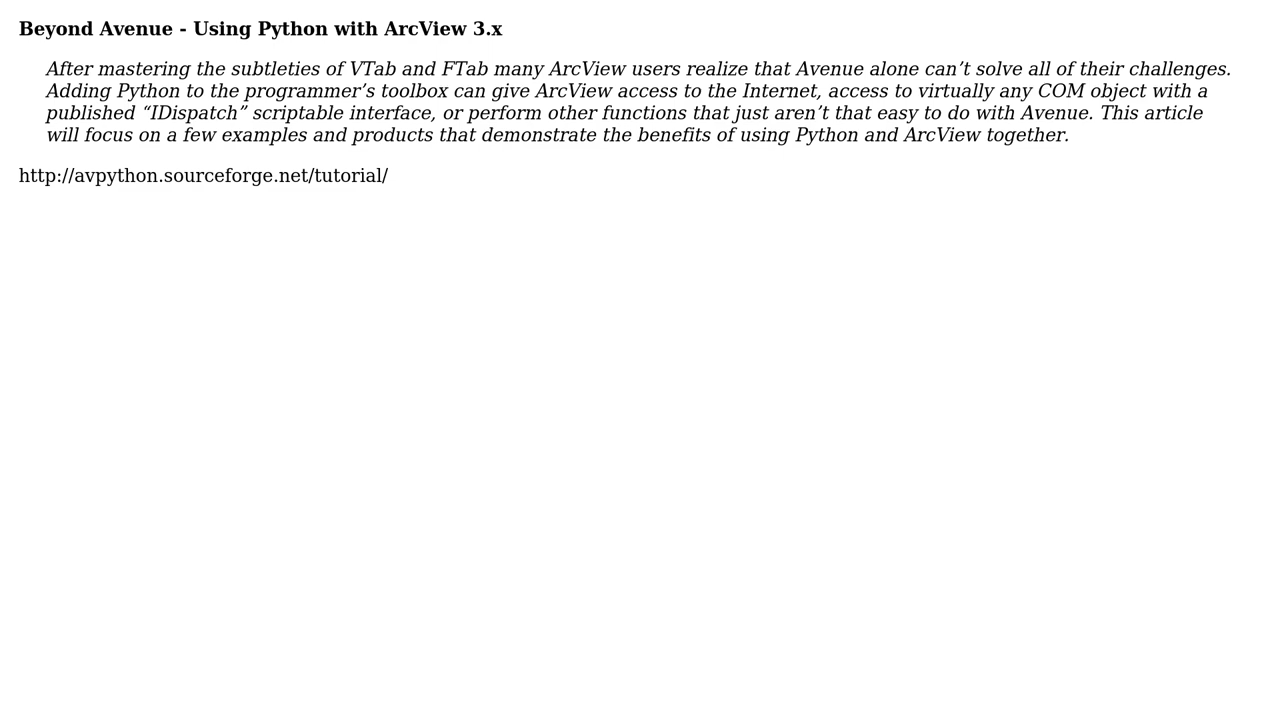 Beyond Avenue - Using Python with ArcView 3.x
After mastering the subtleties of VTab and FTab many ArcView users realize that Avenue alone can’t solve all of their challenges.
Adding Python to the programmer’s toolbox can give ArcView access to the Internet, access to virtually any COM object with a
published “IDispatch” scriptable interface, or perform other functions that just aren’t that easy to do with Avenue. This article
will focus on a few examples and products that demonstrate the benefits of using Python and ArcView together.
http://avpython.sourceforge.net/tutorial/